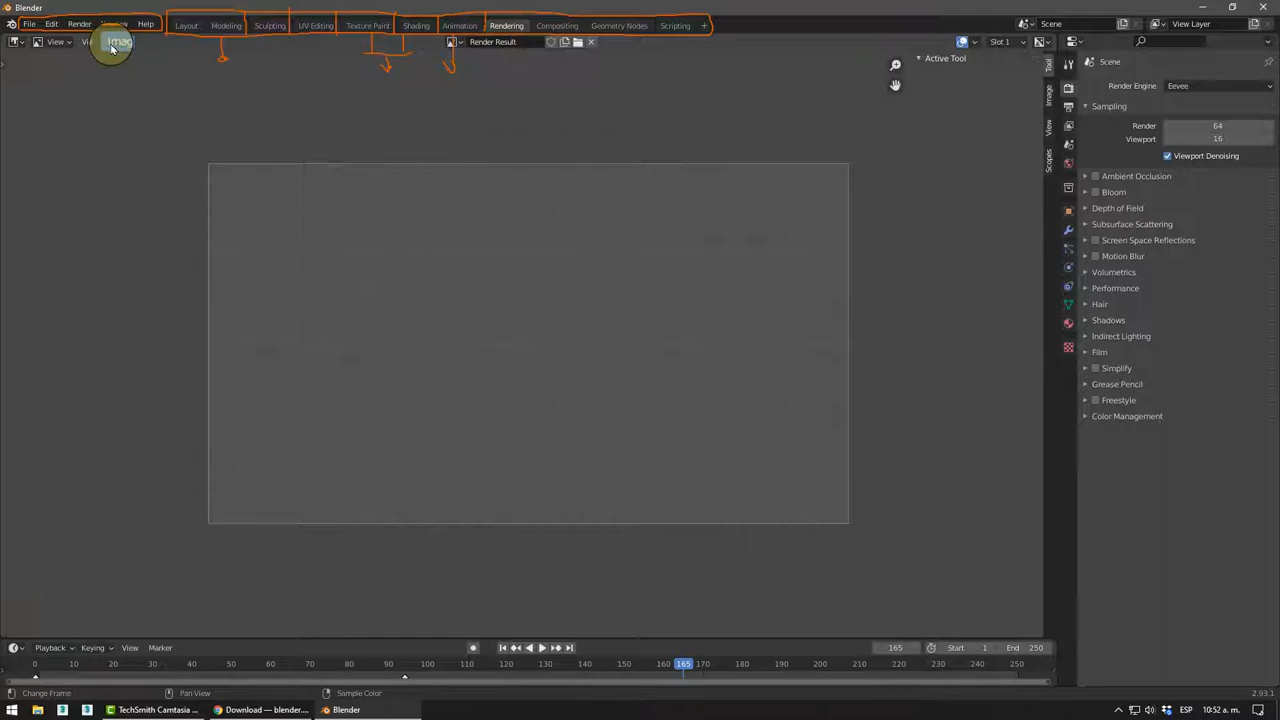 Blender
File Edit Render Help Layout Modeling Sculpting UV Editing Texture Paint Shading Animation Rendering Compositing Geometry Nodes Scripting + Scene View Layer
View Imag Render Result Slot 1
Active Tool
Tool
Image
View
Scopes
Scene
Render Engine Eevee
Sampling
Render 64
Viewport 16
Viewport Denoising
Ambient Occlusion
Bloom
Depth of Field
Subsurface Scattering
Screen Space Reflections
Motion Blur
Volumetrics
Performance
Hair
Shadows
Indirect Lighting
Film
Simplify
Grease Pencil
Freestyle
Color Management
Playback Keying View Marker 165 Start 1 End 250
0 10 20 30 40 50 60 70 80 90 100 110 120 130 140 150 160 165 170 180 190 200 210 220 230 240 250
Change Frame Pan View Sample Color 2.93.1
TechSmith Camtasia ... Download — blender.... Blender ESP 10:52 a. m.